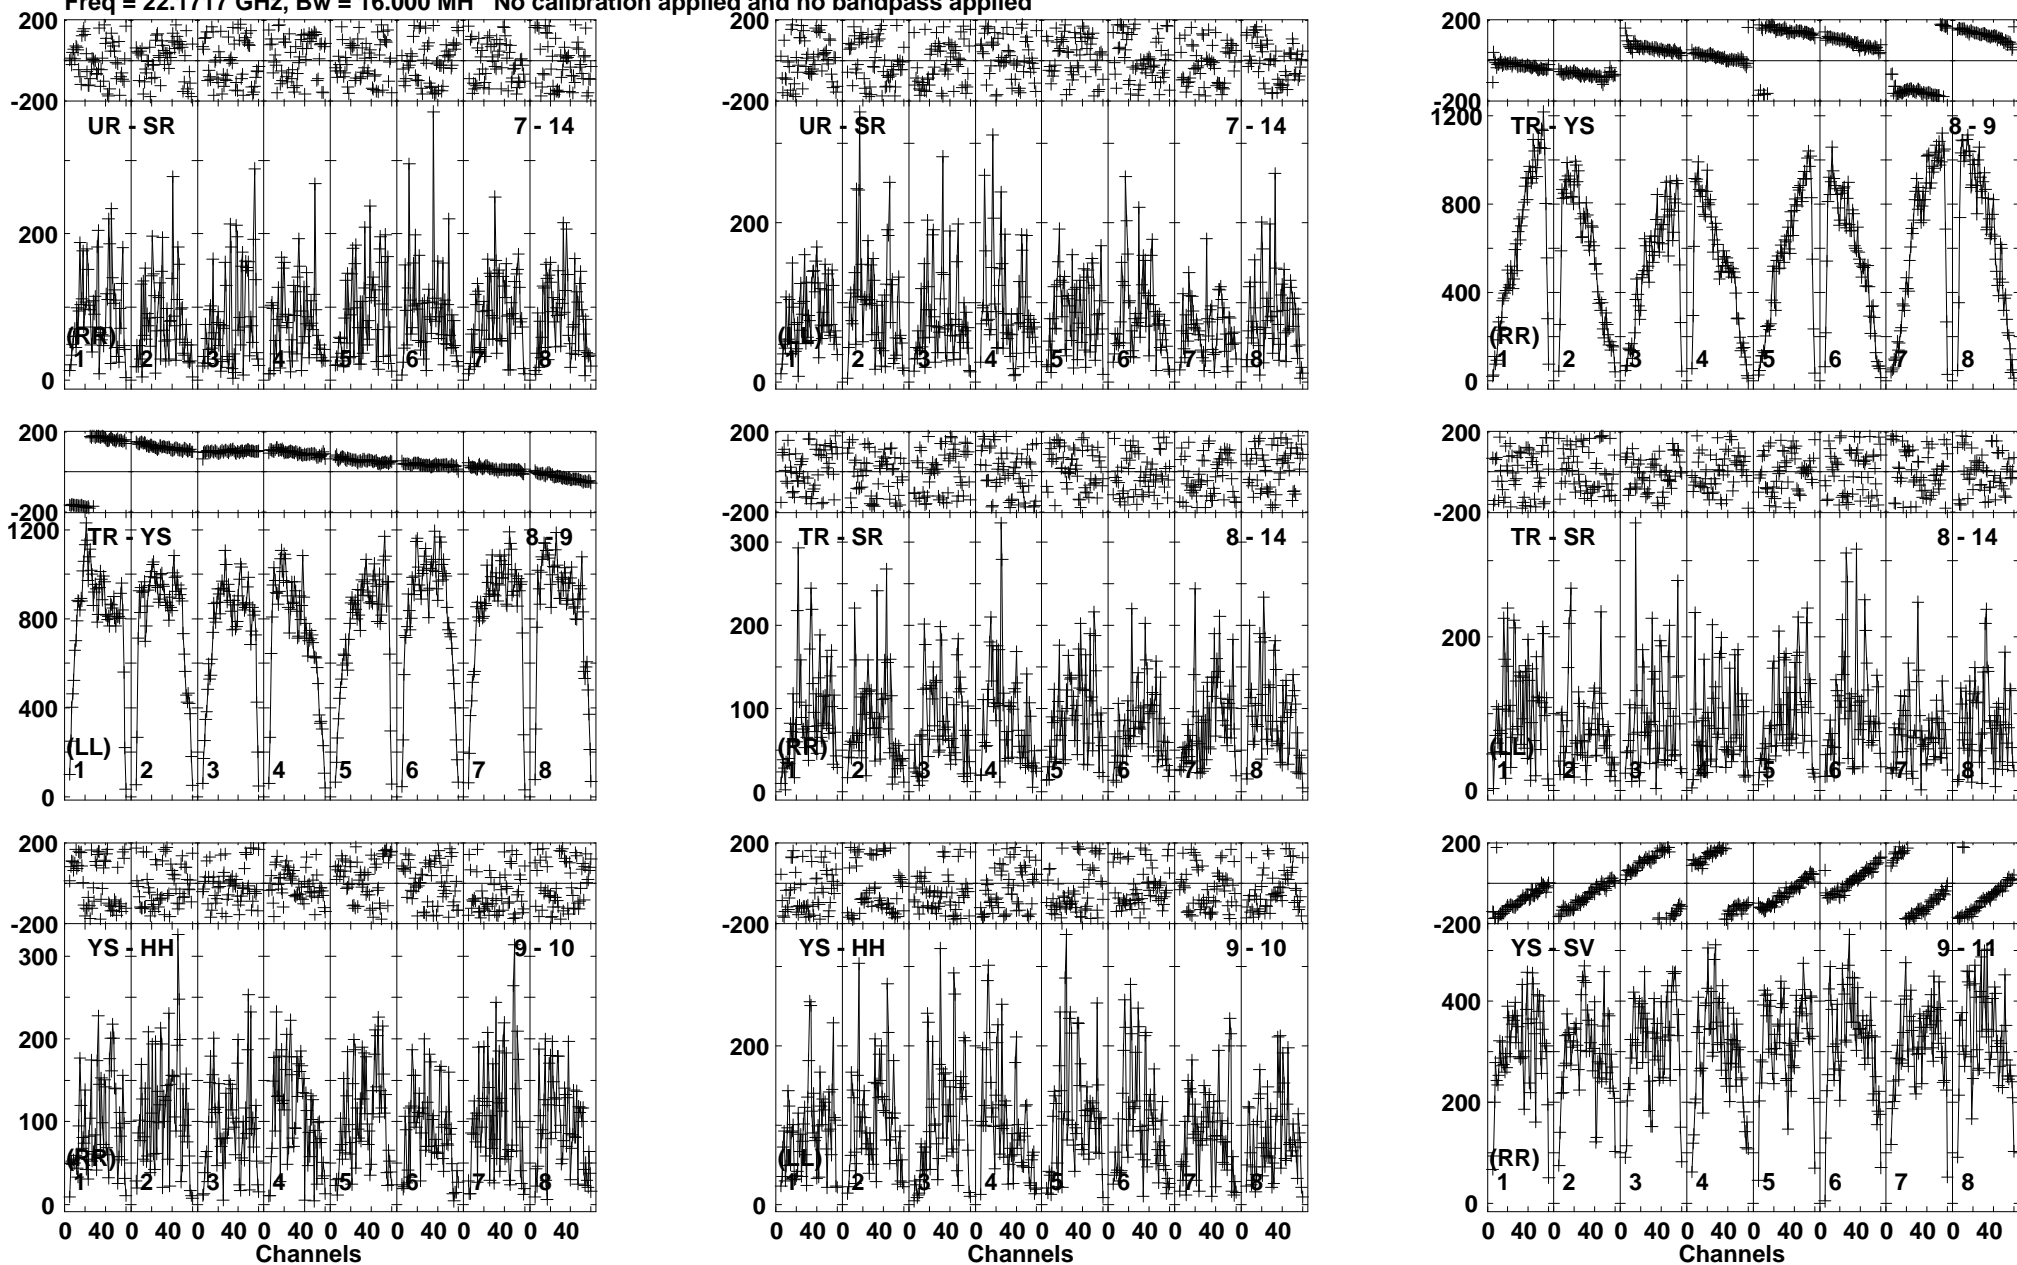 Freq = 22.1717 GHz, Bw = 16.000 MH No calibration applied and no bandpass applied
200 200 200
-200 -200 -200
UR - SR 7 - 14 UR - SR 7 - 14 1200 TR - YS 8 - 9
200 200 800
400
(RR) (LL) (RR)
1 2 3 4 5 6 7 8 1 2 3 4 5 6 7 8 1 2 3 4 5 6 7 8
0 0 0
200 200 200
-200 -200 -200
1200 TR - YS 8 - 9 300 TR - SR 8 - 14 TR - SR 8 - 14
800 200 200
400 100
(LL) (RR) (LL)
1 2 3 4 5 6 7 8 1 2 3 4 5 6 7 8 1 2 3 4 5 6 7 8
0 0 0
200 200 200
-200 -200 -200
300 YS - HH 9 - 10 YS - HH 9 - 10 YS - SV 9 - 11
200 200 400
100 200
(RR) (LL) (RR)
1 2 3 4 5 6 7 8 1 2 3 4 5 6 7 8 1 2 3 4 5 6 7 8
0 0 0
0 40 0 40 0 40 0 40 0 40 0 40 0 40 0 40 0 40 0 40 0 40 0 40 0 40 0 40 0 40 0 40 0 40 0 40 0 40 0 40 0 40 0 40 0 40 0 40
Channels Channels Channels